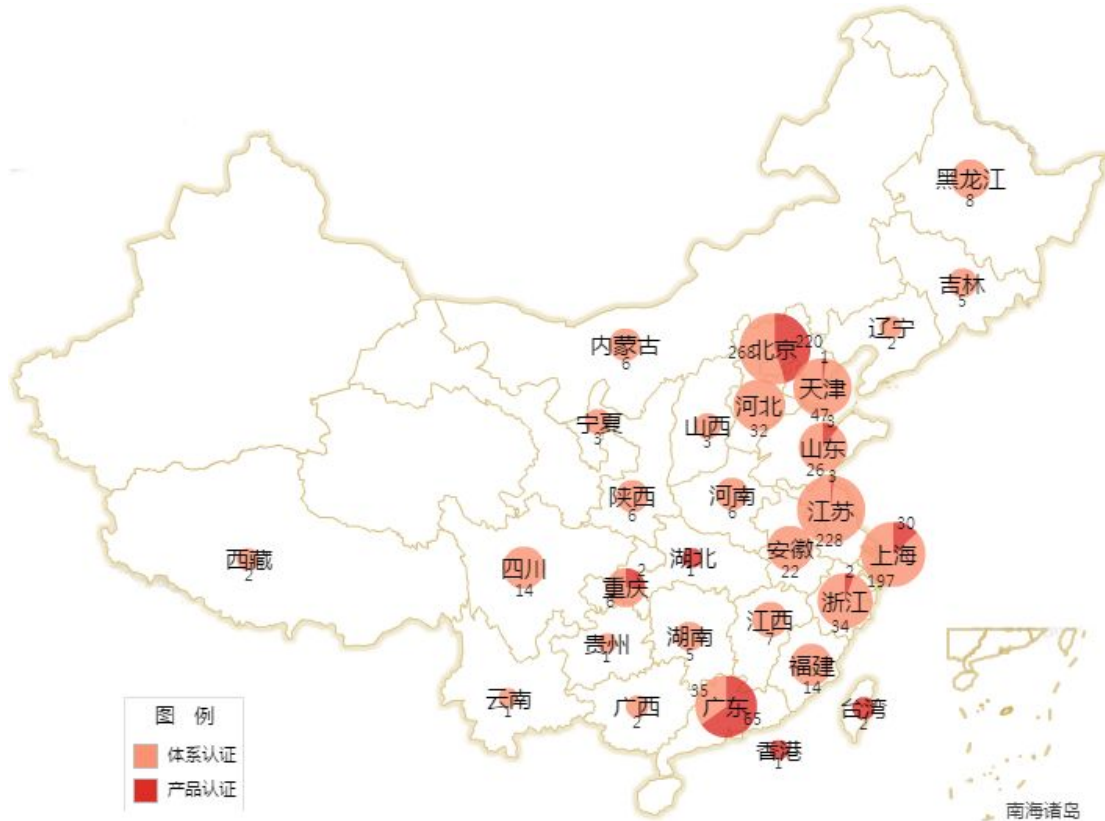 黑龙江
8
吉林
5
辽宁
2
内蒙古
6
北京
268
220
1
天津
47
河北
32
宁夏
3
山西
3
3
山东
26
陕西
6
河南
6
3
江苏
228
30
上海
197
安徽
22
湖北
1
西藏
2
四川
14
2
重庆
6
2
浙江
34
江西
7
贵州
1
湖南
5
福建
14
云南
1
广西
2
35
广东
65
台湾
2
香港
1
图 例
体系认证
产品认证
南海诸岛